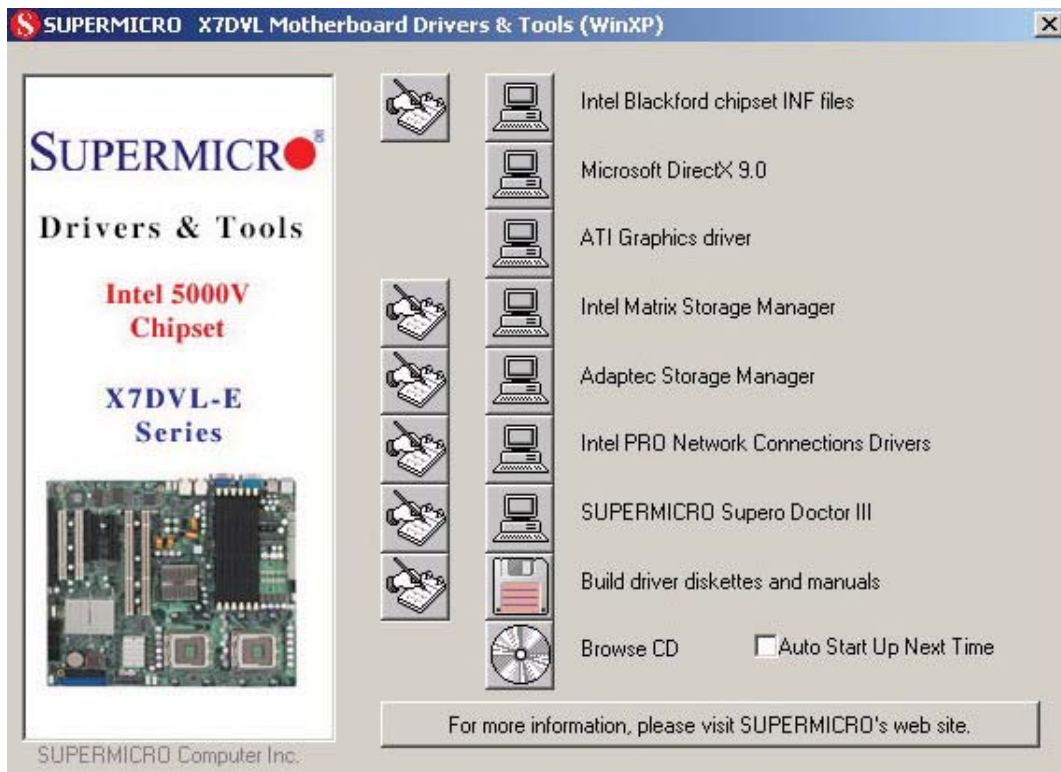 SUPERMICRO X7DVL Motherboard Drivers & Tools (WinXP)
SUPERMICRO®
Drivers & Tools
Intel 5000V
Chipset
X7DVL-E
Series
SUPERMICRO Computer Inc.
Intel Blackford chipset INF files
Microsoft DirectX 9.0
ATI Graphics driver
Intel Matrix Storage Manager
Adaptec Storage Manager
Intel PRO Network Connections Drivers
SUPERMICRO Supero Doctor III
Build driver diskettes and manuals
Browse CD
Auto Start Up Next Time
For more information, please visit SUPERMICRO's web site.